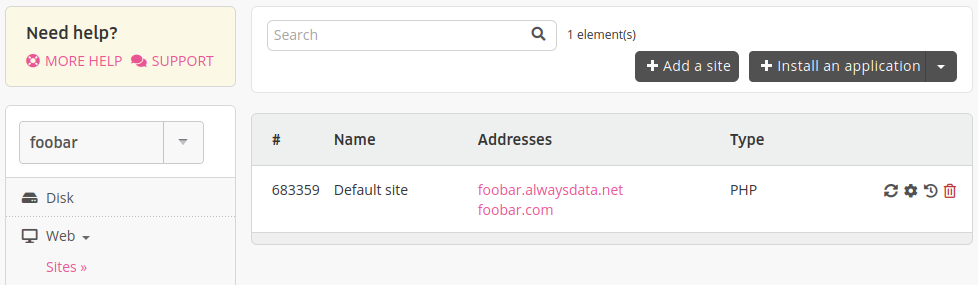 Need help?
MORE HELP SUPPORT
foobar
Disk
Web
Sites »
Search
1 element(s)
Add a site
Install an application
# Name Addresses Type
683359 Default site foobar.alwaysdata.net PHP
foobar.com